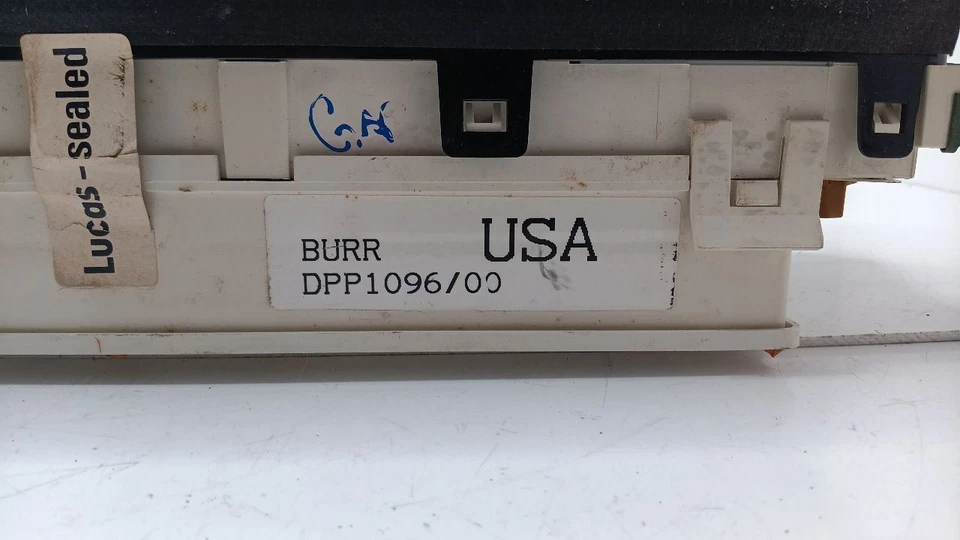 Lucas-sealed
BURR USA
DPP1096/00